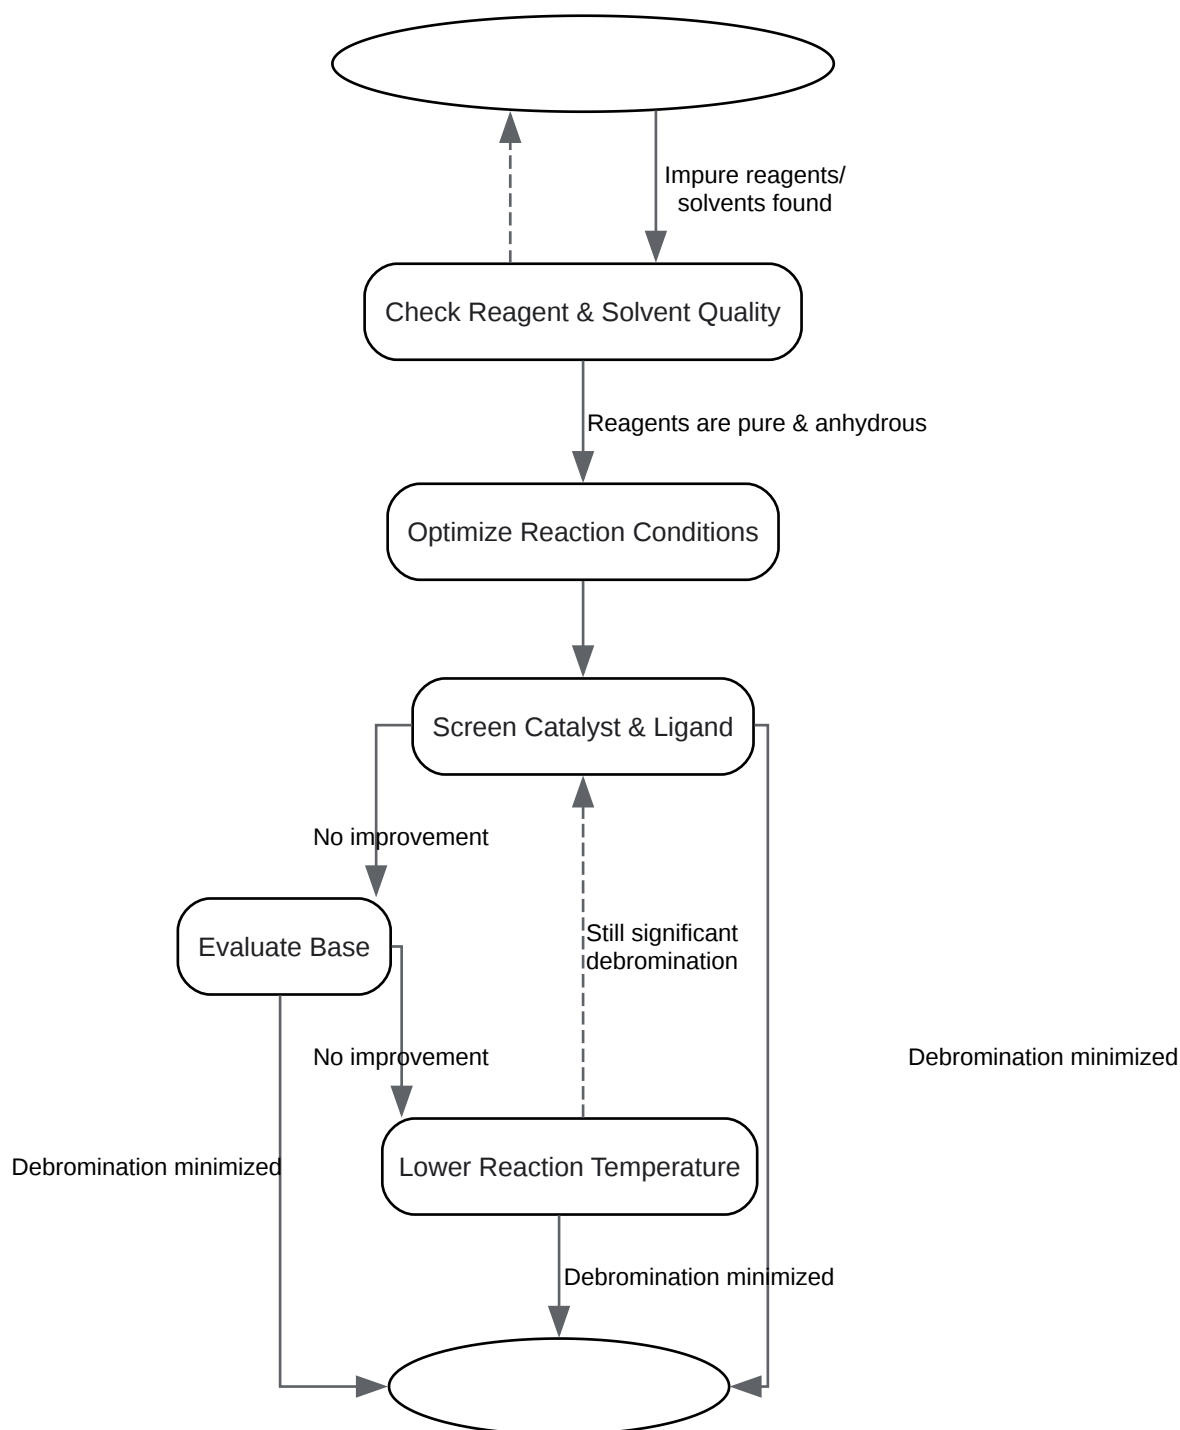 Impure reagents/
solvents found
Check Reagent & Solvent Quality
Reagents are pure & anhydrous
Optimize Reaction Conditions
Screen Catalyst & Ligand
No improvement
Still significant
debromination
Evaluate Base
No improvement
Debromination minimized
Debromination minimized
Lower Reaction Temperature
Debromination minimized